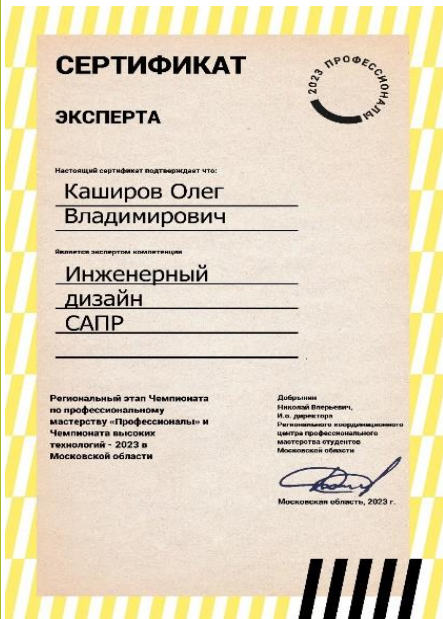 СЕРТИФИКАТ
2023 ПРОФЕССИОНАЛЫ
ЭКСПЕРТА
Настоящий сертификат подтверждает что:
Каширов Олег
Владимирович
Является экспертом компетенции
Инженерный
дизайн
САПР
Региональный этап Чемпионата
по профессиональному
мастерству «Профессионалы» и
Чемпионата высоких
технологий - 2023 в
Московской области
Добрынин
Николай Влерьевич,
И.о. директора
Регионального координационного
центра профессионального
мастерства студентов
Московской области
Московская область, 2023 г.